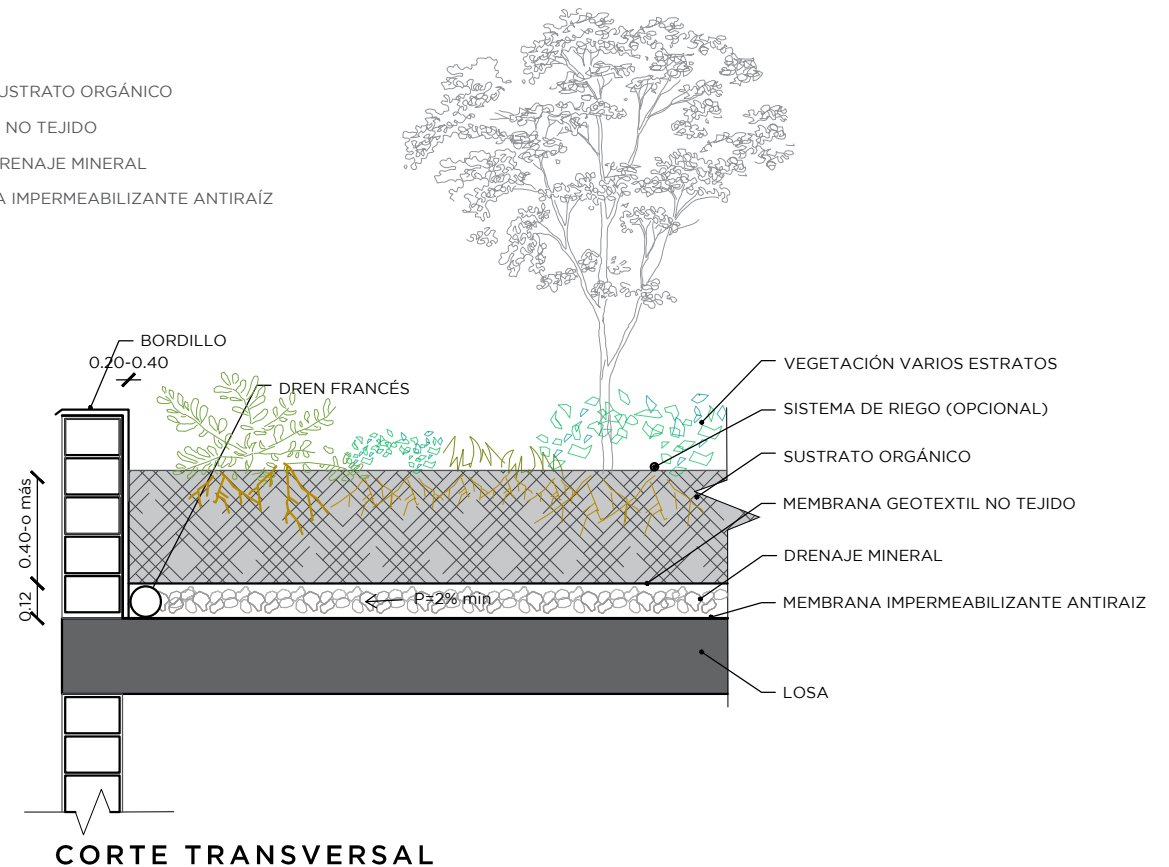 USTRATO ORGÁNICO
NO TEJIDO
RENAJE MINERAL
A IMPERMEABILIZANTE ANTIRAÍZ
BORDILLO
0.20-0.40
DREN FRANCÉS
VEGETACIÓN VARIOS ESTRATOS
SISTEMA DE RIEGO (OPCIONAL)
SUSTRATO ORGÁNICO
MEMBRANA GEOTEXTIL NO TEJIDO
DRENAJE MINERAL
MEMBRANA IMPERMEABILIZANTE ANTIRAIZ
LOSA
0.40-o más
0.12
P=2% min
CORTE TRANSVERSAL